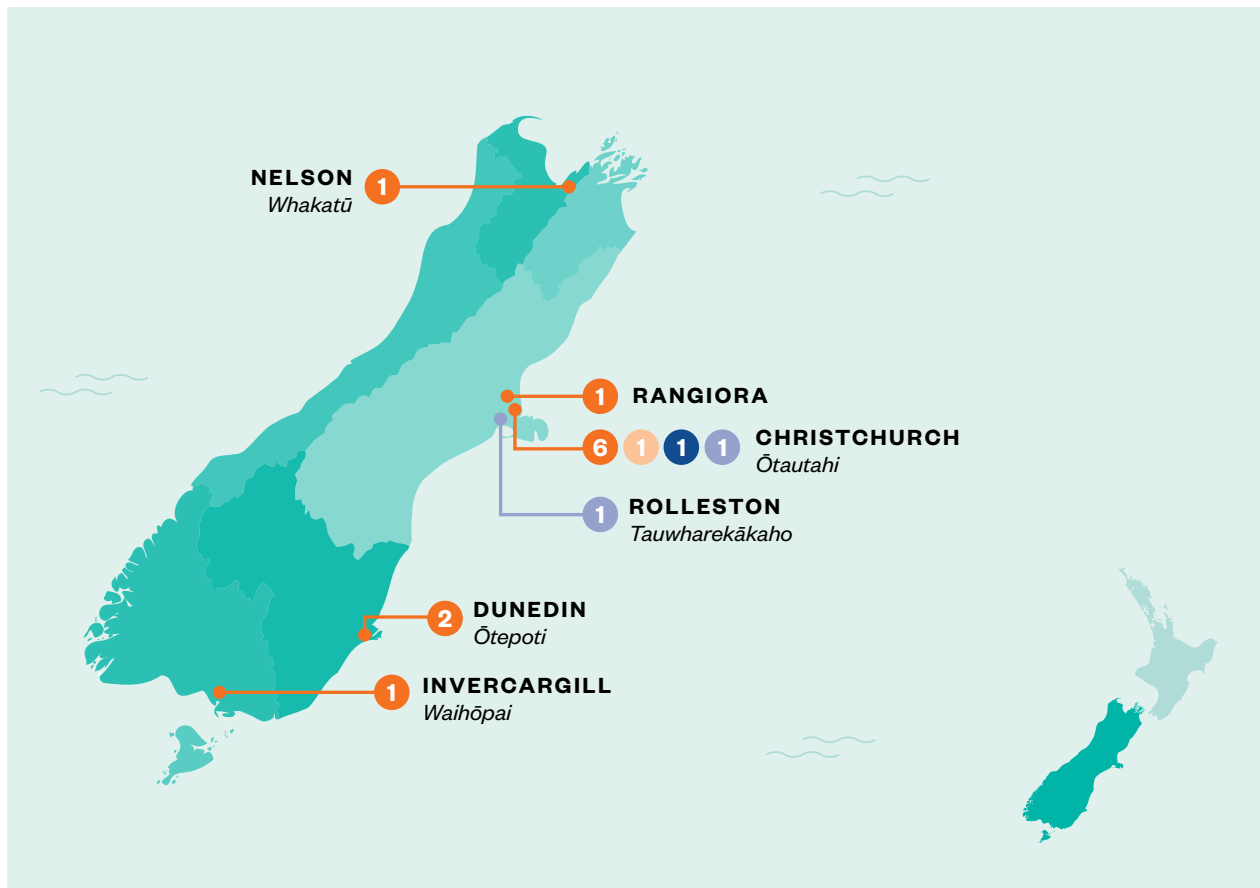 NELSON 1
Whakatū
1 RANGIORA
6 1 1 1 CHRISTCHURCH
Ōtautahi
1 ROLLESTON
Tauwharekākaho
2 DUNEDIN
Ōtepoti
1 INVERCARGILL
Waihōpai